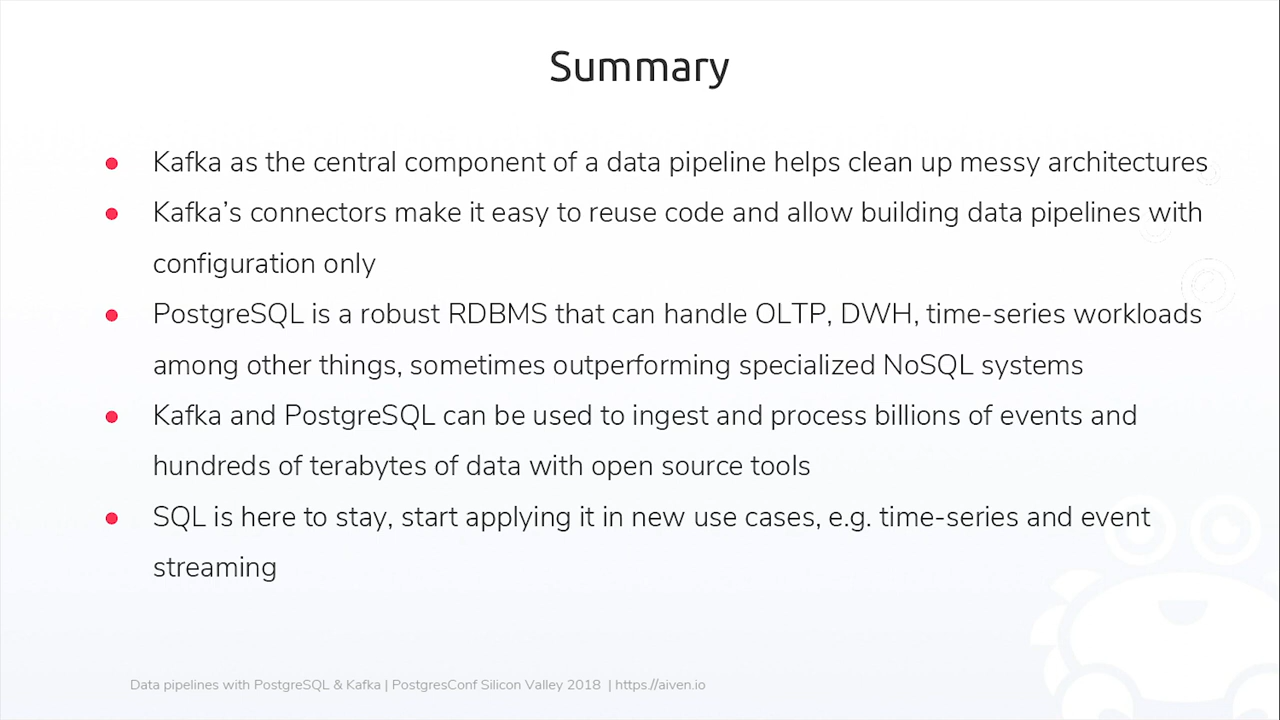 Summary
● Kafka as the central component of a data pipeline helps clean up messy architectures
● Kafka’s connectors make it easy to reuse code and allow building data pipelines with
configuration only
● PostgreSQL is a robust RDBMS that can handle OLTP, DWH, time-series workloads
among other things, sometimes outperforming specialized NoSQL systems
● Kafka and PostgreSQL can be used to ingest and process billions of events and
hundreds of terabytes of data with open source tools
● SQL is here to stay, start applying it in new use cases, e.g. time-series and event
streaming
Data pipelines with PostgreSQL & Kafka | PostgresConf Silicon Valley 2018 | https://aiven.io